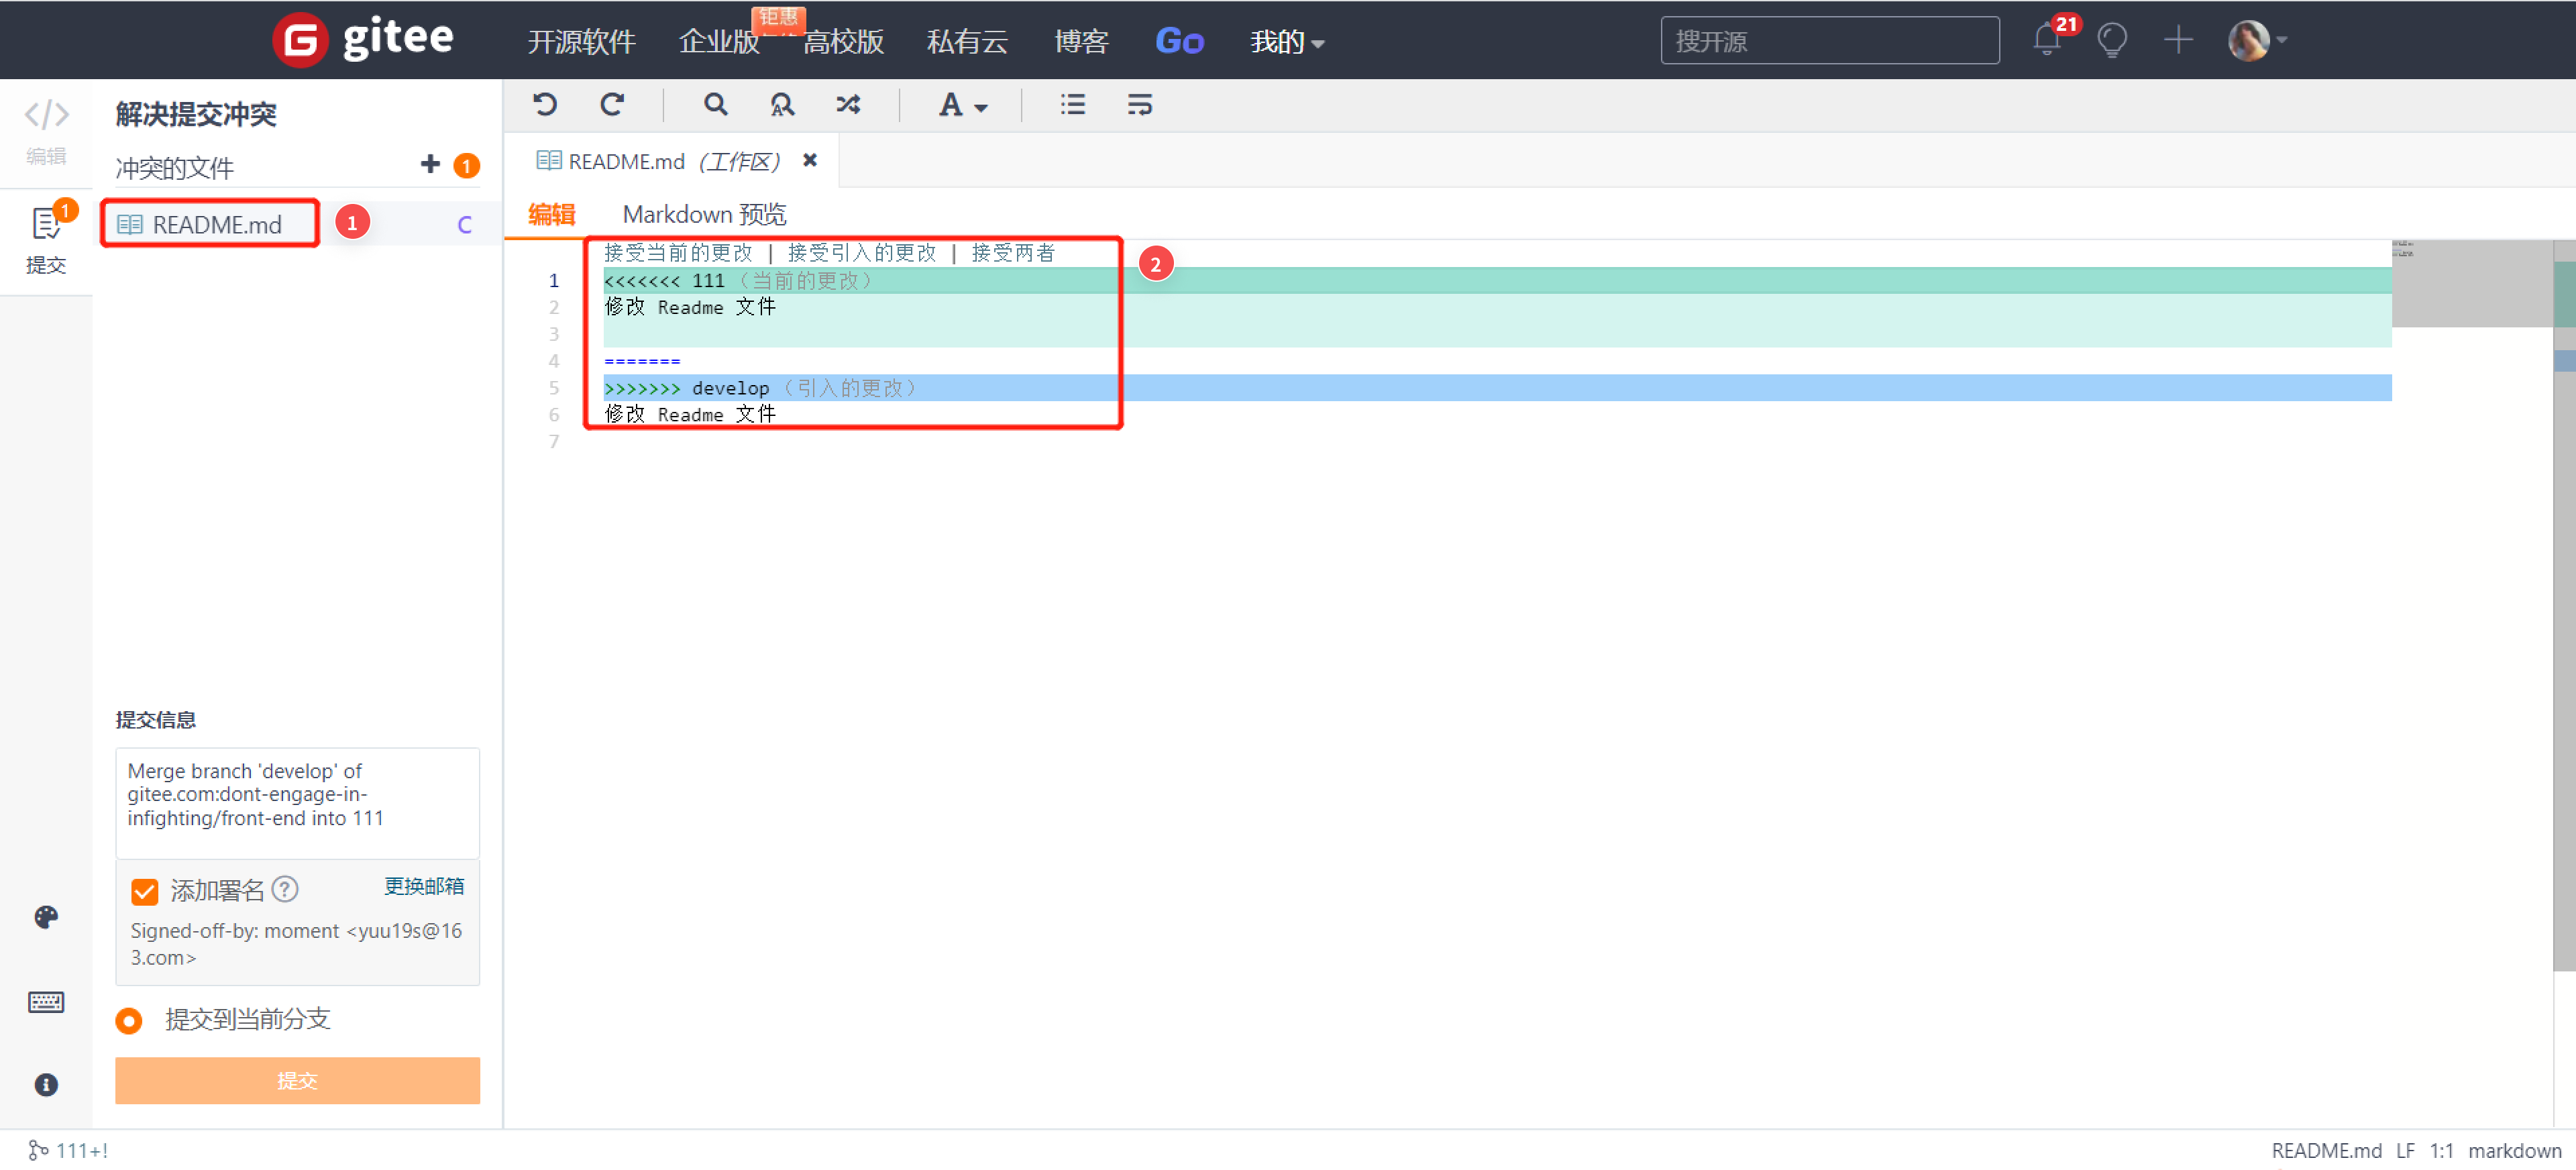 gitee 开源软件 企业版 钜惠 高校版 私有云 博客 Go 我的 搜开源 21
编辑
1
提交
解决提交冲突
冲突的文件 1
README.md 1 C
README.md (工作区)
编辑 Markdown 预览
接受当前的更改 | 接受引入的更改 | 接受两者
2
1 <<<<<<< 111 (当前的更改)
2 修改 Readme 文件
3
4 =======
5 >>>>>>> develop (引入的更改)
6 修改 Readme 文件
7
提交信息
Merge branch 'develop' of
gitee.com:dont-engage-in-
infighting/front-end into 111
添加署名 更换邮箱
Signed-off-by: moment <yuu19s@16
3.com>
提交到当前分支
提交
111+! README.md LF 1:1 markdown